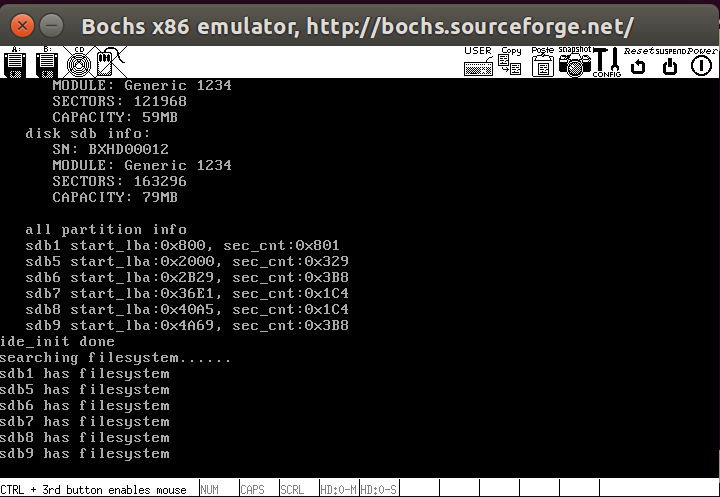 Bochs x86 emulator, http://bochs.sourceforge.net/
A: B: CD USER Copy Paste snapshot CONFIG Reset SUSPEND Power
MODULE: Generic 1234
SECTORS: 121968
CAPACITY: 59MB
disk sdb info:
SN: BXHD00012
MODULE: Generic 1234
SECTORS: 163296
CAPACITY: 79MB
all partition info
sdb1 start_lba:0x800, sec_cnt:0x801
sdb5 start_lba:0x2000, sec_cnt:0x329
sdb6 start_lba:0x2B29, sec_cnt:0x3B8
sdb7 start_lba:0x36E1, sec_cnt:0x1C4
sdb8 start_lba:0x40A5, sec_cnt:0x1C4
sdb9 start_lba:0x4A69, sec_cnt:0x3B8
ide_init done
searching filesystem......
sdb1 has filesystem
sdb5 has filesystem
sdb6 has filesystem
sdb7 has filesystem
sdb8 has filesystem
sdb9 has filesystem
CTRL + 3rd button enables mouse NUM CAPS SCRL HD:0-M HD:0-S